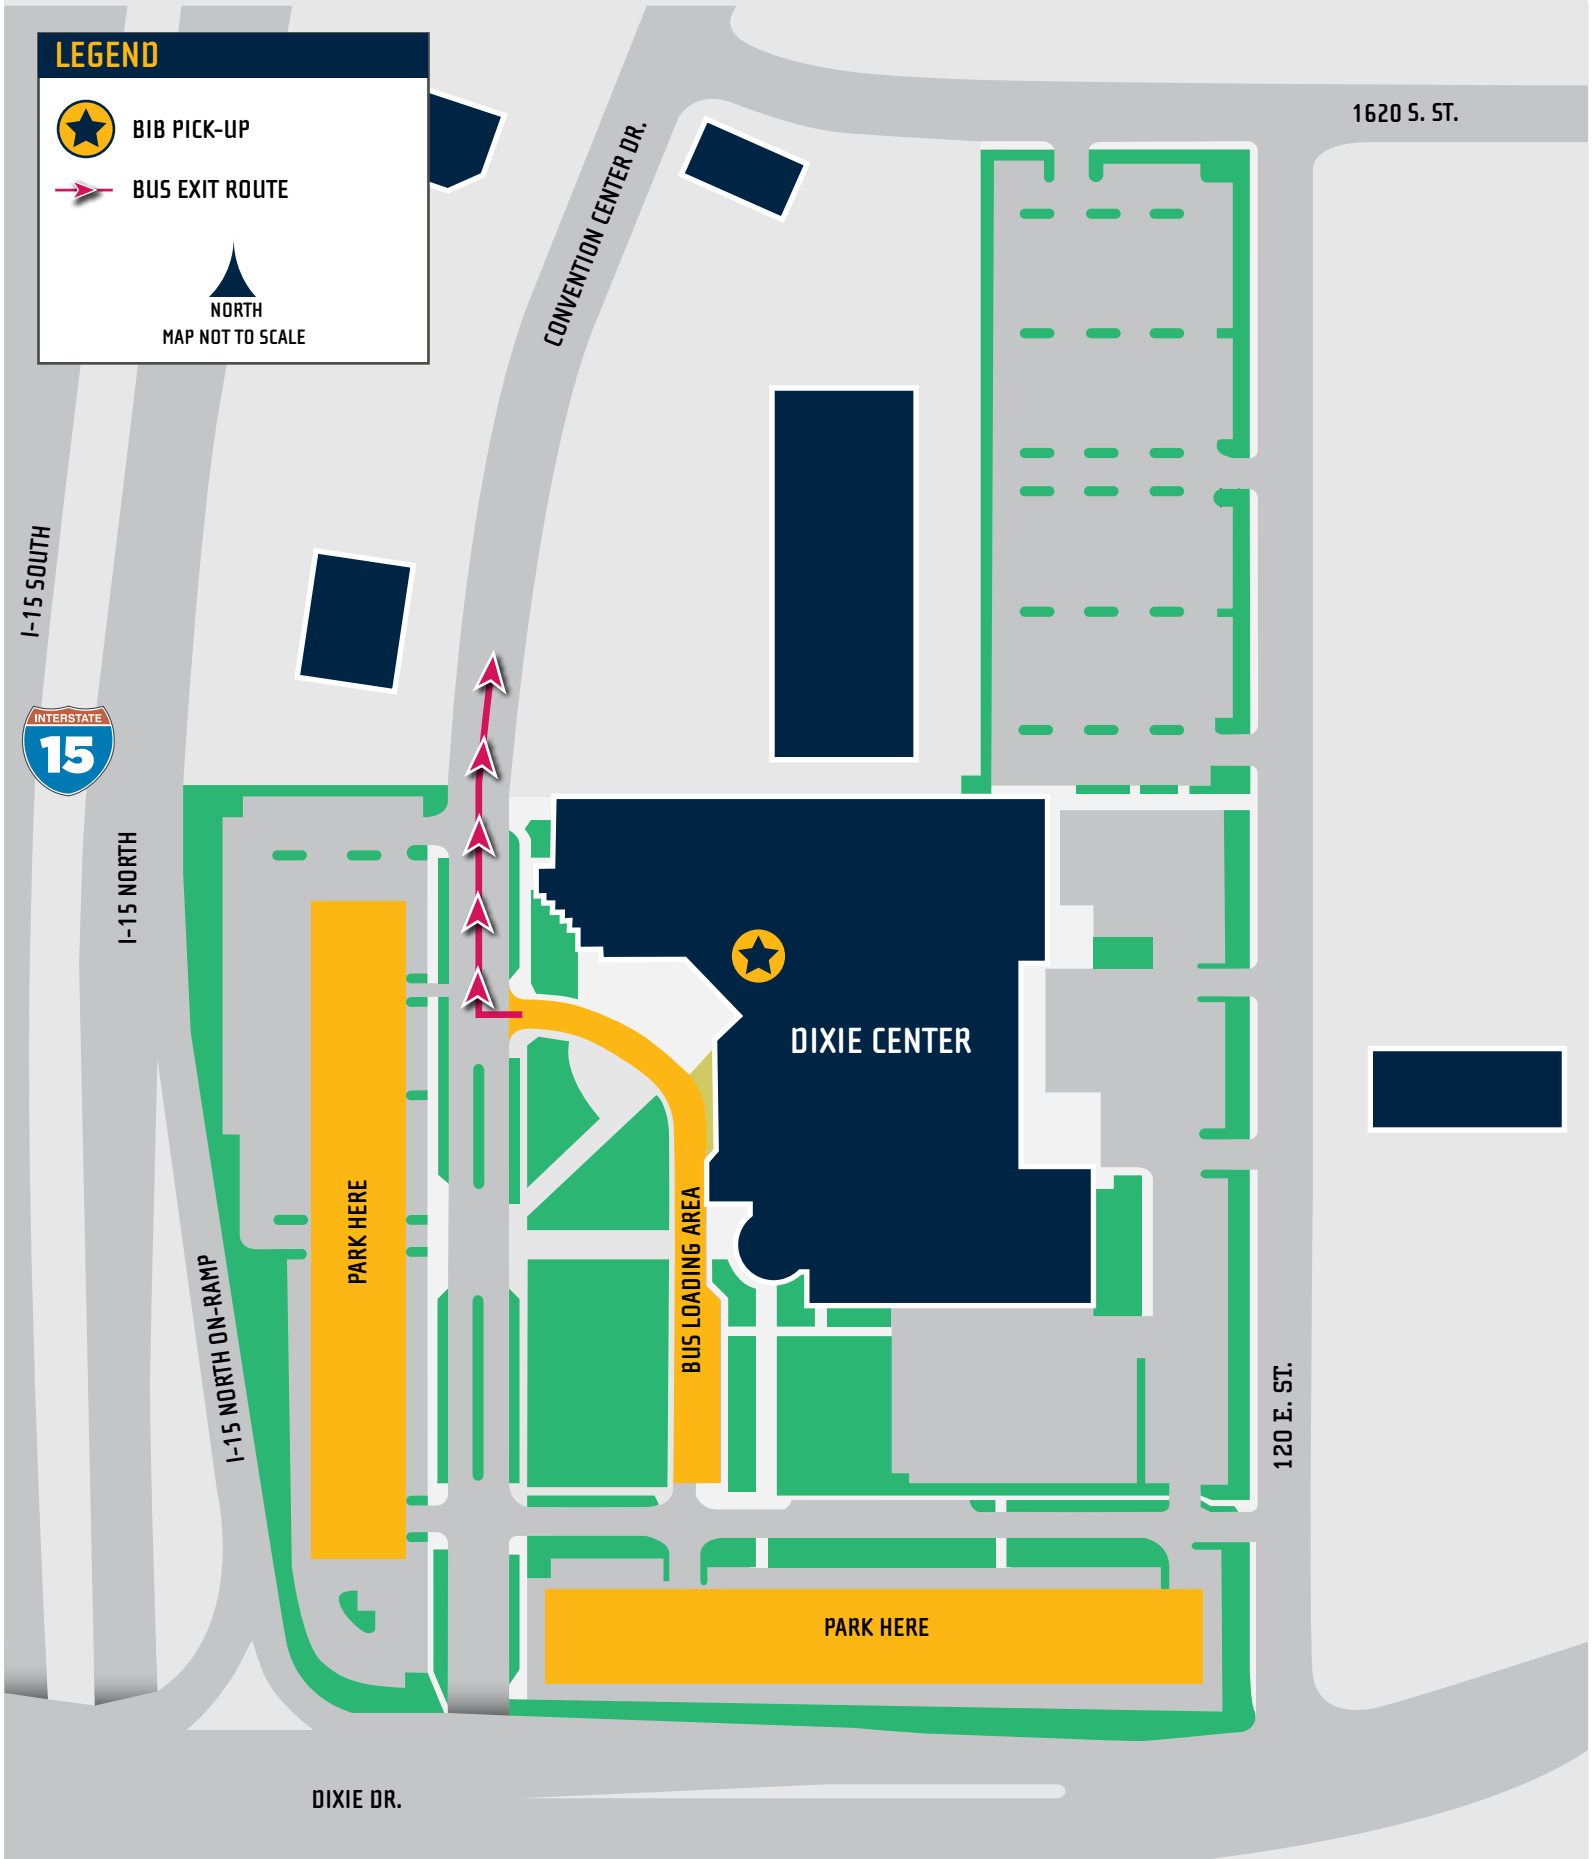 LEGEND
BIB PICK-UP
BUS EXIT ROUTE
NORTH
MAP NOT TO SCALE
1620 S. ST.
CONVENTION CENTER DR.
I-15 SOUTH
INTERSTATE
15
I-15 NORTH
DIXIE CENTER
PARK HERE
BUS LOADING AREA
I-15 NORTH ON-RAMP
120 E. ST.
PARK HERE
DIXIE DR.